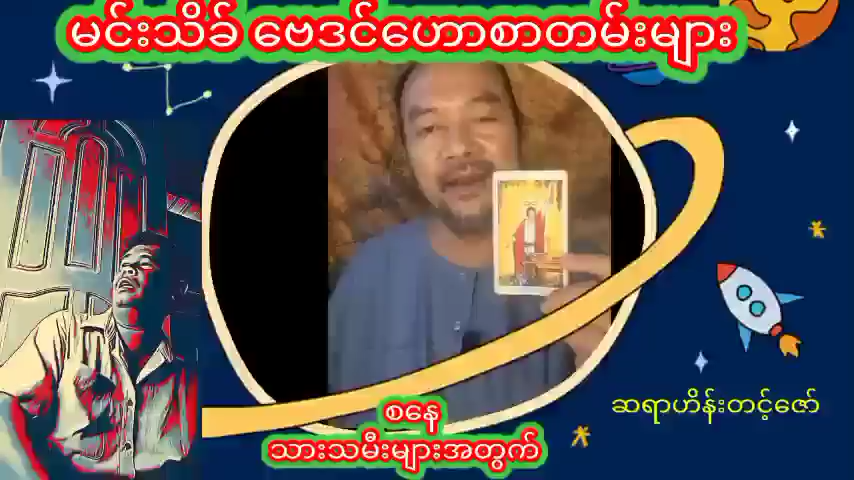 မင်းသိခ် ဗေဒင်ဟောစာတမ်းများ
ဆရာဟိန်းတင့်ဇော်
စနေ
သားသမီးများအတွက်